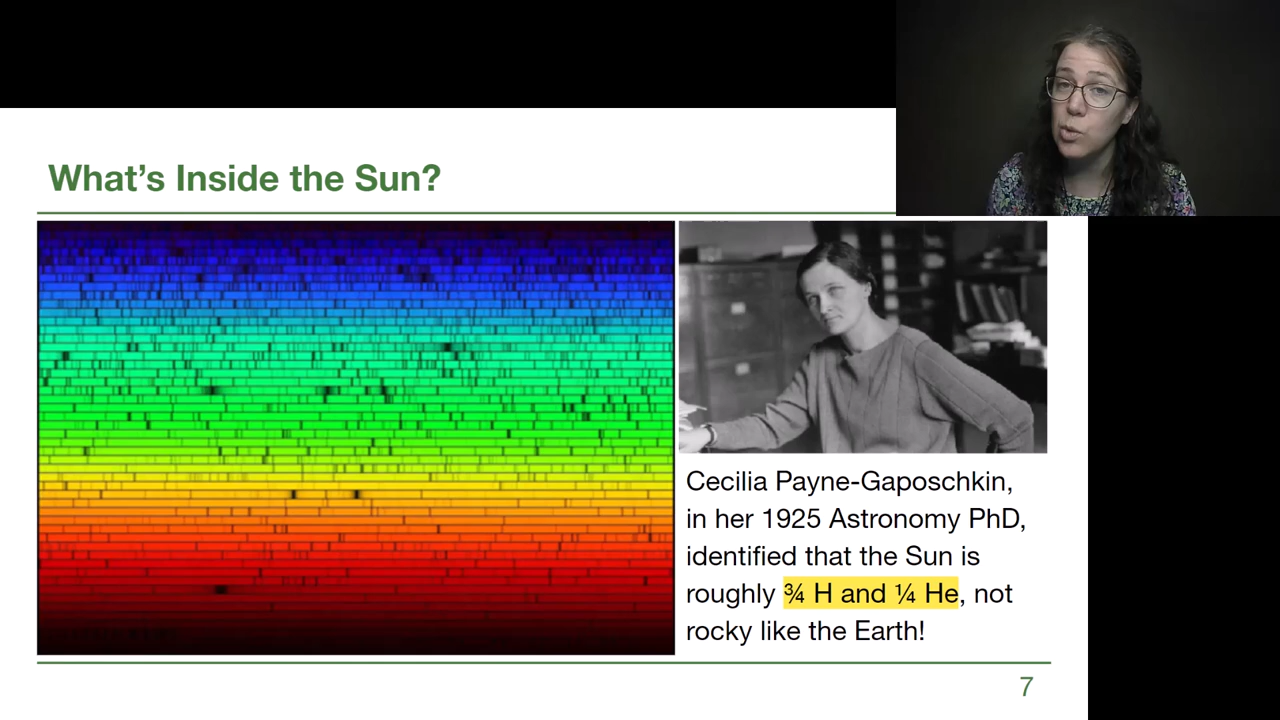 What’s Inside the Sun?
Cecilia Payne-Gaposchkin,
in her 1925 Astronomy PhD,
identified that the Sun is
roughly ¾ H and ¼ He, not
rocky like the Earth!
7